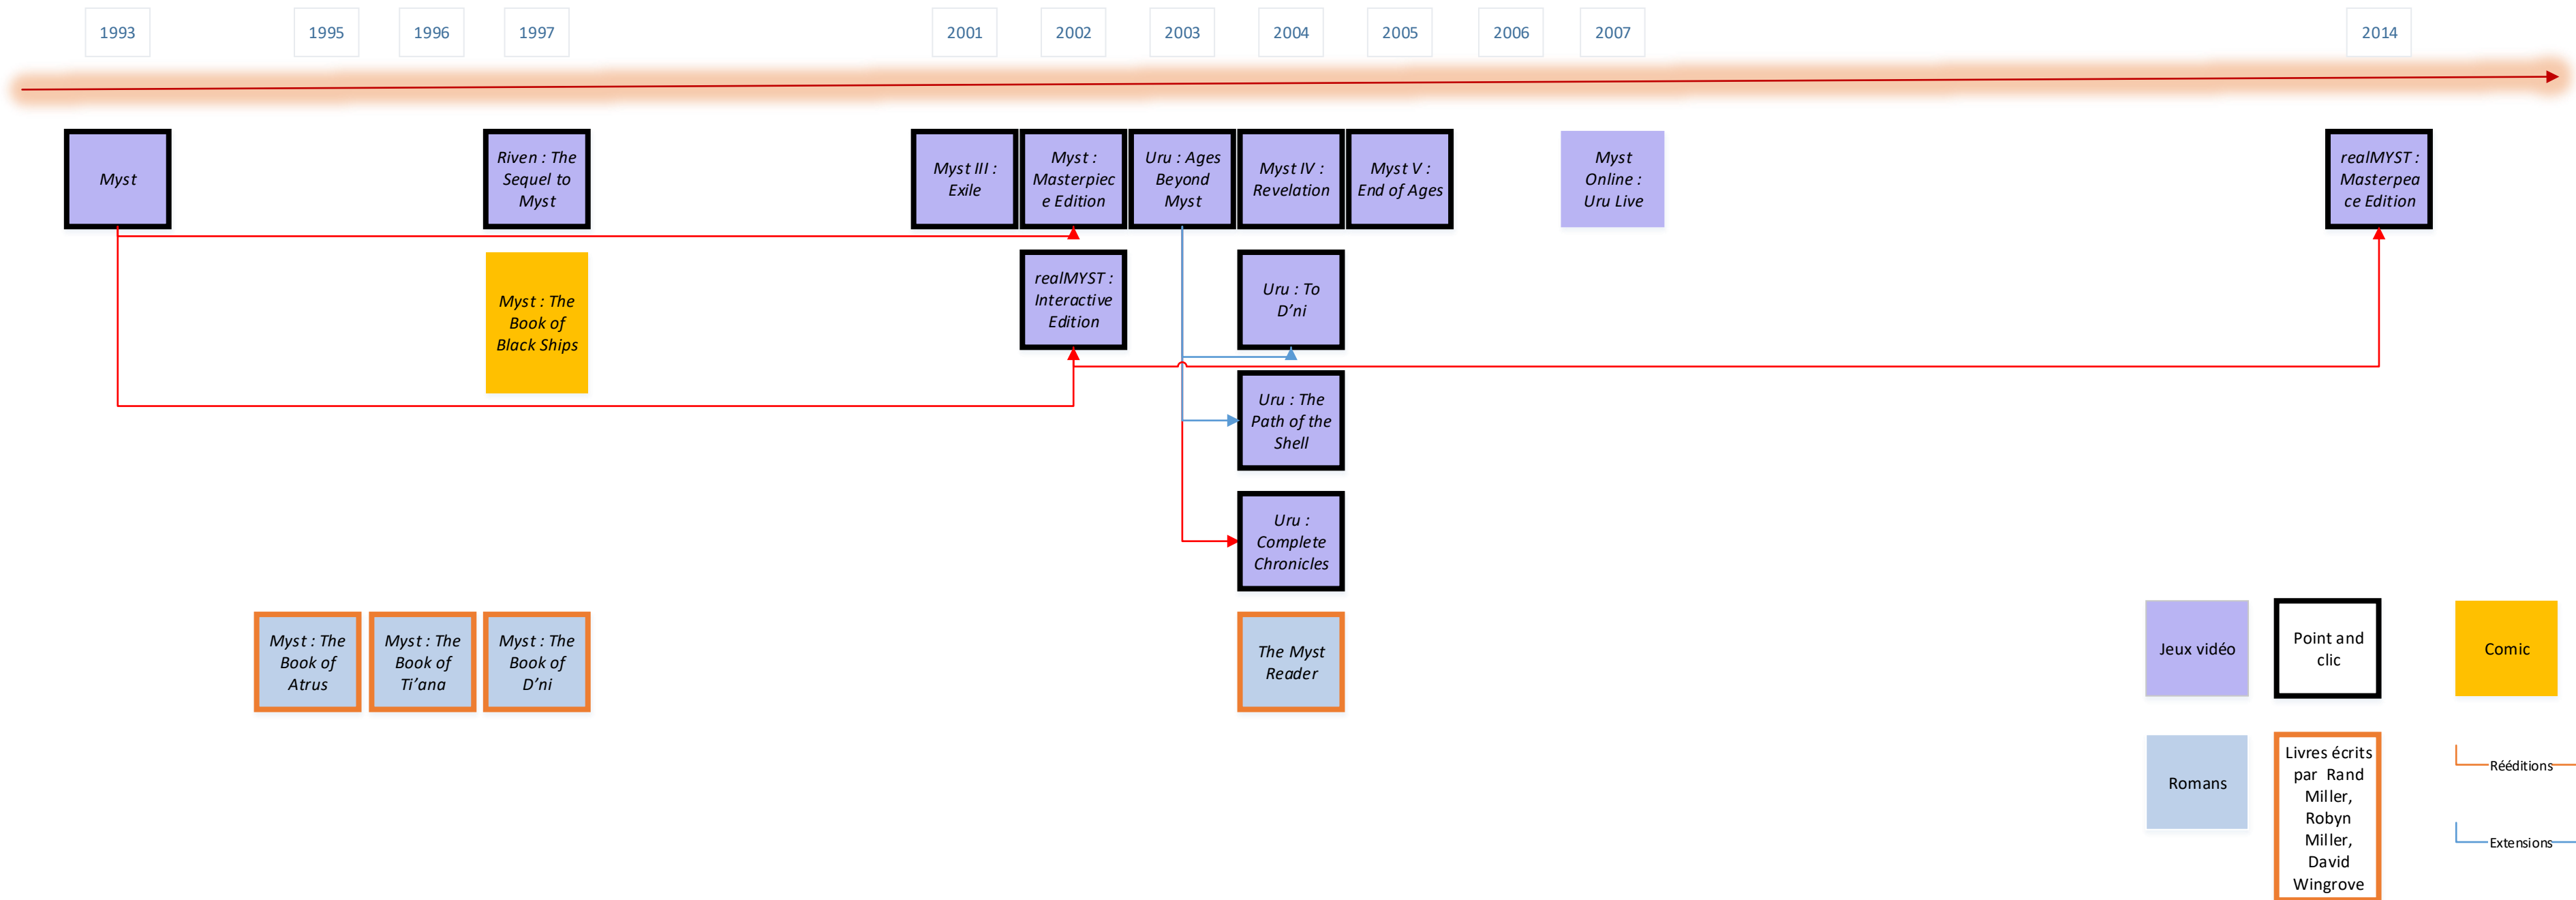 1993
1995
1996
1997
2001
2002
2003
2004
2005
2006
2007
2014
Myst
Riven : The
Sequel to
Myst
Myst III :
Exile
Myst :
Masterpiec
e Edition
Uru : Ages
Beyond
Myst
Myst IV :
Revelation
Myst V :
End of Ages
Myst
Online :
Uru Live
realMYST :
Masterpea
ce Edition
Myst : The
Book of
Black Ships
realMYST :
Interactive
Edition
Uru : To
D’ni
Uru : The
Path of the
Shell
Uru :
Complete
Chronicles
Myst : The
Book of
Atrus
Myst : The
Book of
Ti’ana
Myst : The
Book of
D’ni
The Myst
Reader
Jeux vidéo
Point and
clic
Comic
Romans
Livres écrits
par Rand
Miller,
Robyn
Miller,
David
Wingrove
Rééditions
Extensions